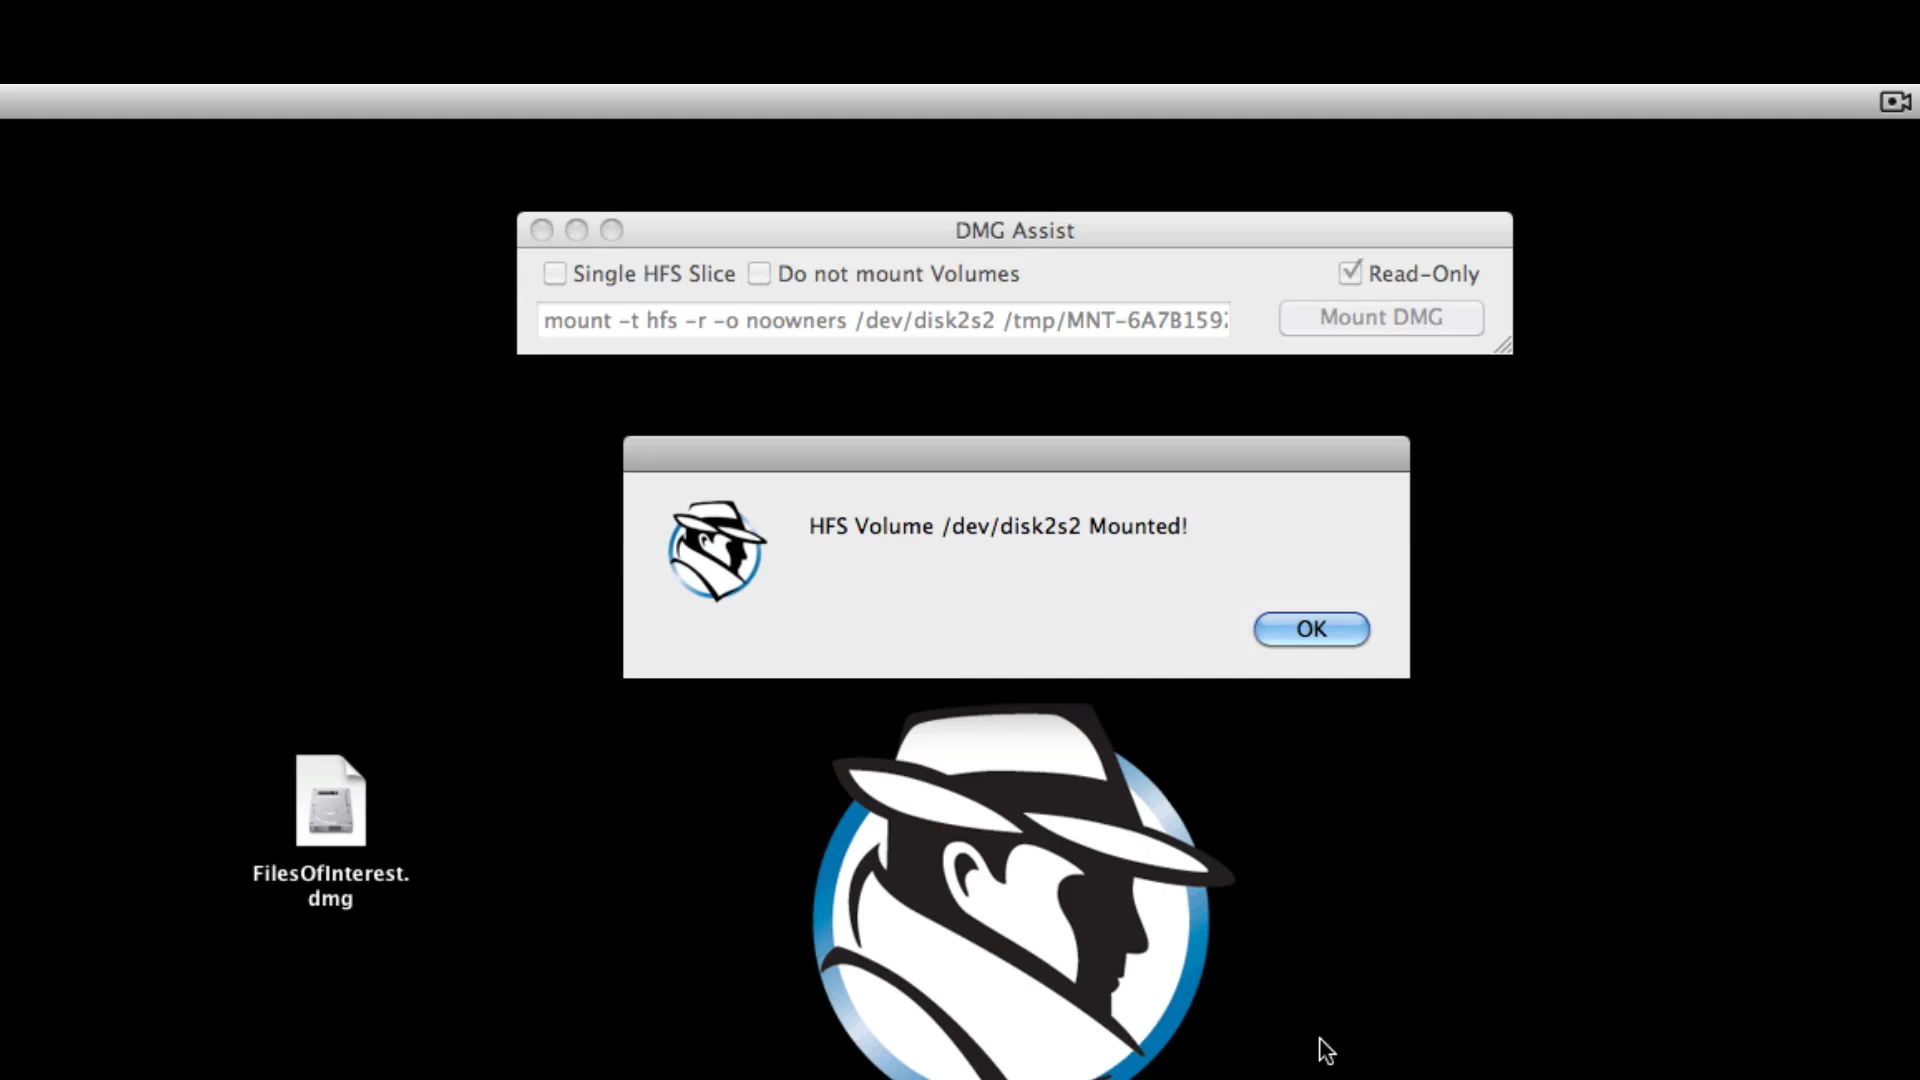 DMG Assist
Single HFS Slice Do not mount Volumes Read-Only
mount -t hfs -r -o noowners /dev/disk2s2 /tmp/MNT-6A7B159
Mount DMG
HFS Volume /dev/disk2s2 Mounted!
OK
FilesOfInterest.
dmg